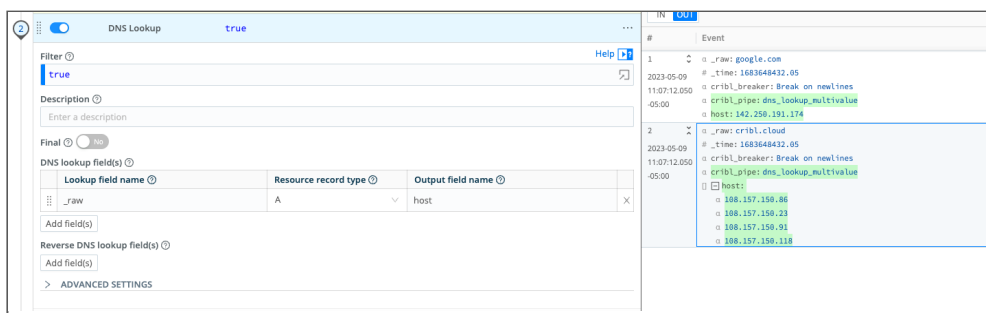 2
DNS Lookup true ...
Filter Help
true
Description
Enter a description
Final No
DNS lookup field(s)
Lookup field name Resource record type Output field name
_raw A host
Add field(s)
Reverse DNS lookup field(s)
Add field(s)
ADVANCED SETTINGS
IN OUT
# Event
1
2023-05-09
11:07:12.050
-05:00
α _raw: google.com
# _time: 1683648432.05
α cribl_breaker: Break on newlines
α cribl_pipe: dns_lookup_multivalue
α host: 142.250.191.174
2
2023-05-09
11:07:12.050
-05:00
α _raw: cribl.cloud
# _time: 1683648432.05
α cribl_breaker: Break on newlines
α cribl_pipe: dns_lookup_multivalue
[] host:
α 108.157.150.86
α 108.157.150.23
α 108.157.150.91
α 108.157.150.118